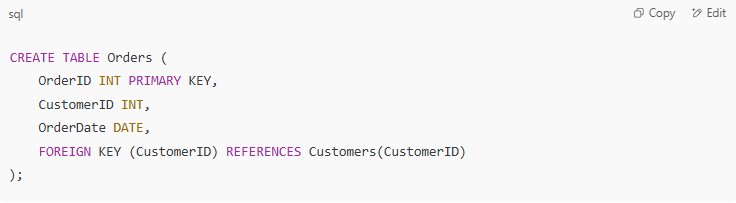 sql
Copy Edit
CREATE TABLE Orders (
OrderID INT PRIMARY KEY,
CustomerID INT,
OrderDate DATE,
FOREIGN KEY (CustomerID) REFERENCES Customers(CustomerID)
);